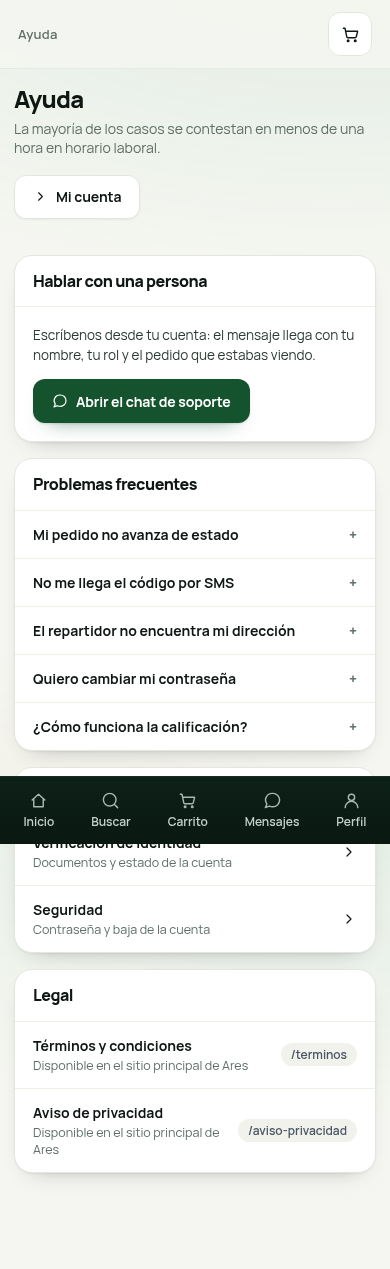 Ayuda
Ayuda
La mayoría de los casos se contestan en menos de una
hora en horario laboral.
Mi cuenta
Hablar con una persona
Escríbenos desde tu cuenta: el mensaje llega con tu
nombre, tu rol y el pedido que estabas viendo.
Abrir el chat de soporte
Problemas frecuentes
Mi pedido no avanza de estado +
No me llega el código por SMS +
El repartidor no encuentra mi dirección +
Quiero cambiar mi contraseña +
¿Cómo funciona la calificación? +
Inicio Buscar Carrito Mensajes Perfil
Verificación de identidad
Documentos y estado de la cuenta
Seguridad
Contraseña y baja de la cuenta
Legal
Términos y condiciones
Disponible en el sitio principal de Ares
/terminos
Aviso de privacidad
Disponible en el sitio principal de
Ares
/aviso-privacidad